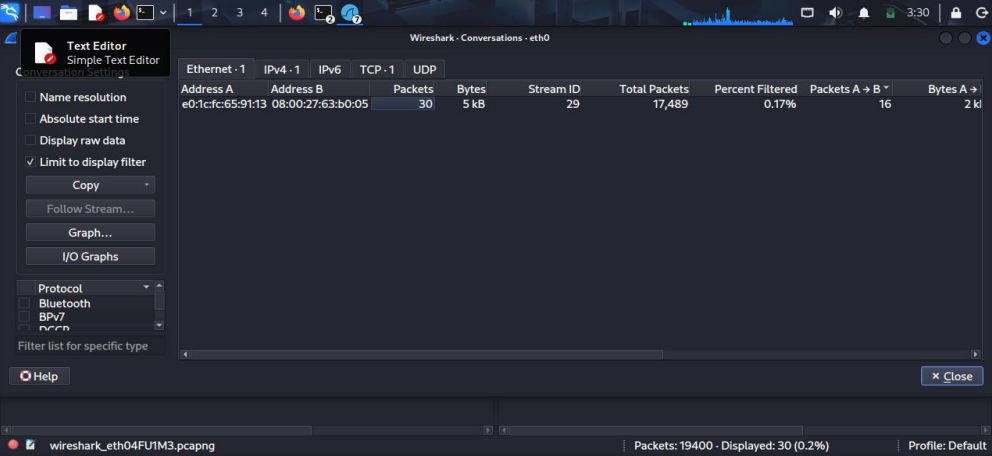 1 2 3 4 3:30
Wireshark · Conversations · eth0
Text Editor
Simple Text Editor
Conversation Settings
Name resolution
Absolute start time
Display raw data
Limit to display filter
Copy
Follow Stream...
Graph...
I/O Graphs
Protocol
Bluetooth
BPv7
DCCP
Filter list for specific type
Help
Ethernet · 1 IPv4 · 1 IPv6 TCP · 1 UDP
Address A Address B Packets Bytes Stream ID Total Packets Percent Filtered Packets A → B Bytes A →
e0:1c:fc:65:91:13 08:00:27:63:b0:05 30 5 kB 29 17,489 0.17% 16 2 k
Close
wireshark_eth04FU1M3.pcapng Packets: 19400 · Displayed: 30 (0.2%) Profile: Default